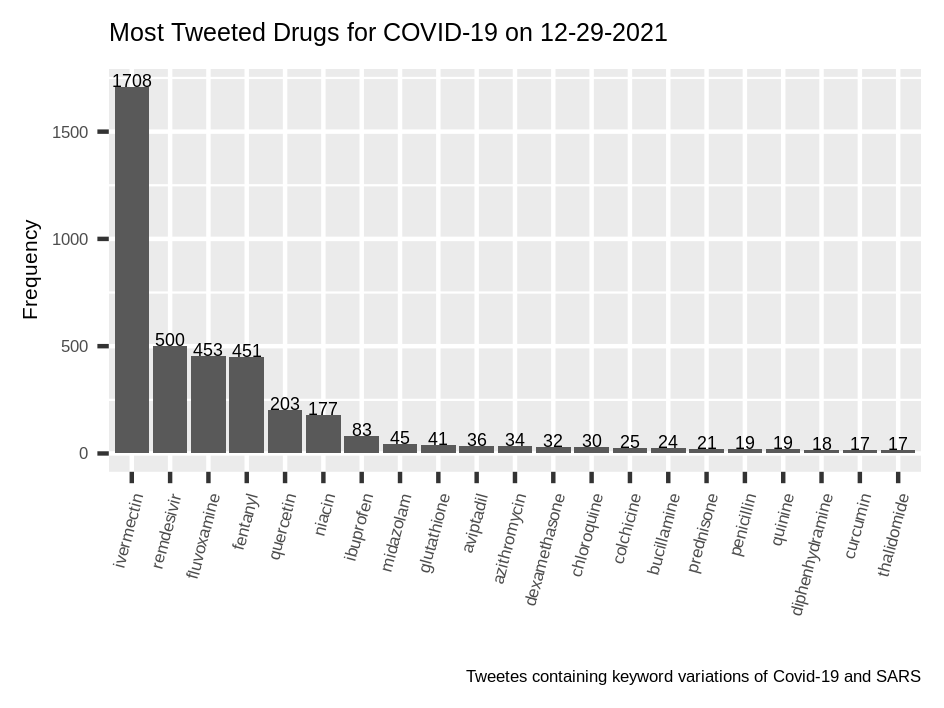 Most Tweeted Drugs for COVID-19 on 12-29-2021
Frequency
1500
1000
500
0
1708
500
453
451
203
177
83
45
41
36
34
32
30
25
24
21
19
19
18
17
17
ivermectin
remdesivir
fluvoxamine
fentanyl
quercetin
niacin
ibuprofen
midazolam
glutathione
aviptadil
azithromycin
dexamethasone
chloroquine
colchicine
bucillamine
prednisone
penicillin
quinine
diphenhydramine
curcumin
thalidomide
Tweetes containing keyword variations of Covid-19 and SARS